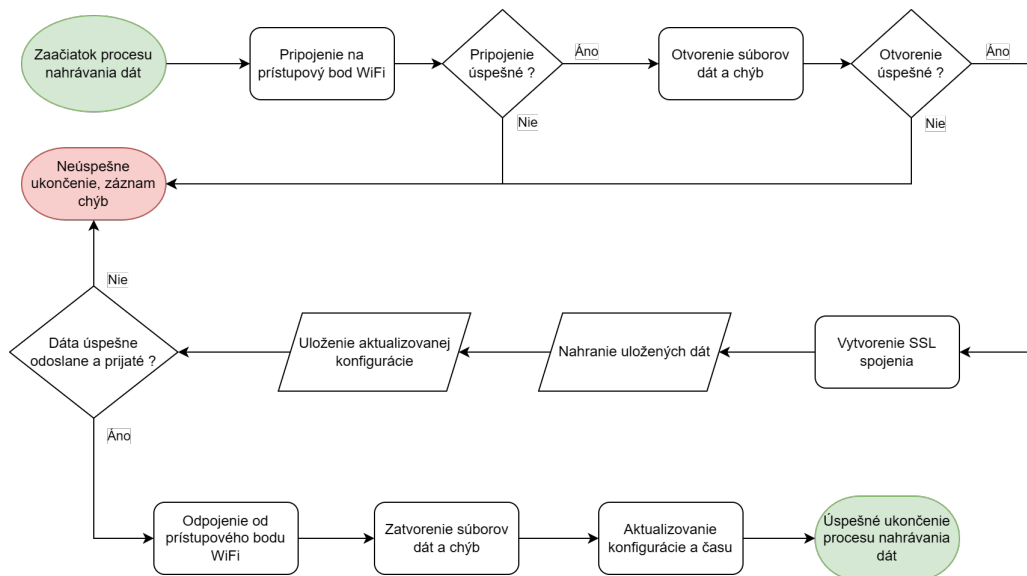 Zaačiatok procesu
nahrávania dát
Pripojenie na
prístupový bod WiFi
Pripojenie
úspešné ?
Áno
Otvorenie súborov
dát a chýb
Otvorenie
úspešné ?
Áno
Nie
Nie
Neúspešne
ukončenie, záznam
chýb
Nie
Dáta úspešne
odoslane a prijaté ?
Uloženie aktualizovanej
konfigurácie
Nahranie uložených dát
Vytvorenie SSL
spojenia
Áno
Odpojenie od
prístupového bodu
WiFi
Zatvorenie súborov
dát a chýb
Aktualizovanie
konfigurácie a času
Úspešné ukončenie
procesu nahrávania
dát